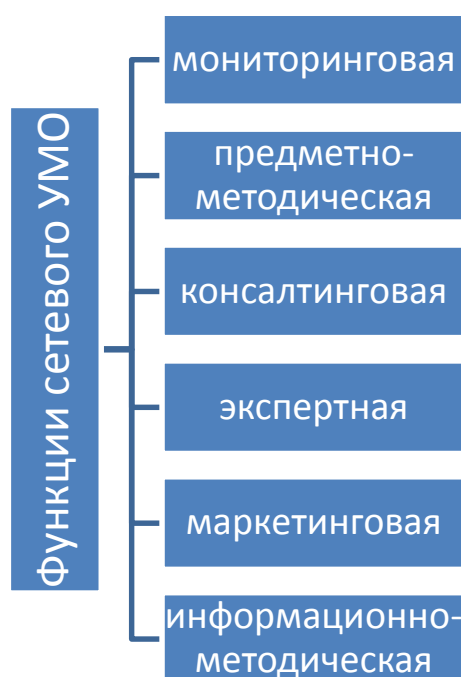 Функции сетевого УМО
мониторинговая
предметно-
методическая
консалтинговая
экспертная
маркетинговая
информационно-
методическая